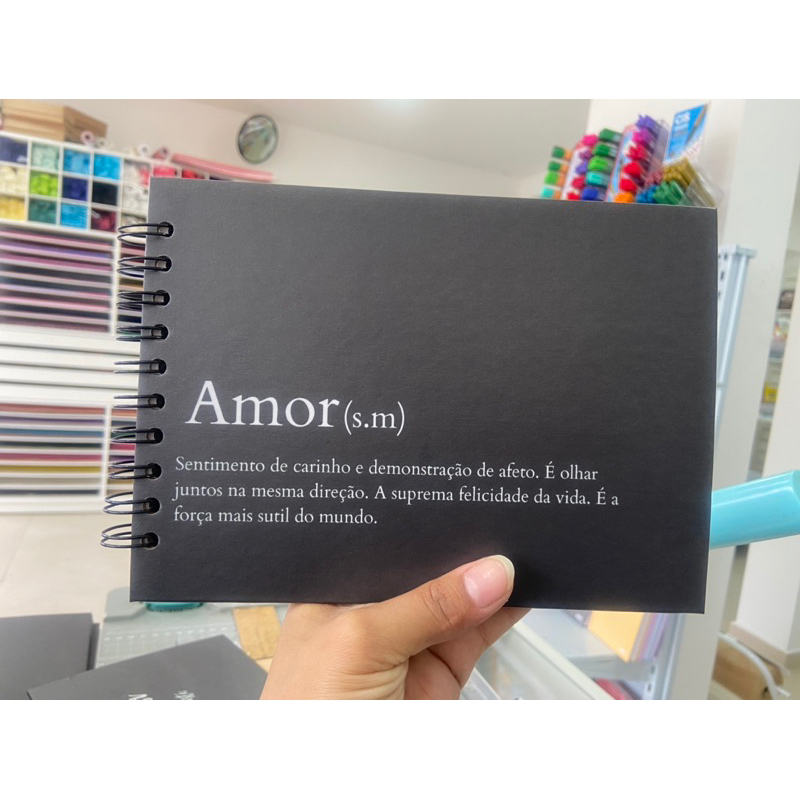 Amor (s.m)
Sentimento de carinho e demonstração de afeto. É olhar
juntos na mesma direção. A suprema felicidade da vida. É a
força mais sutil do mundo.